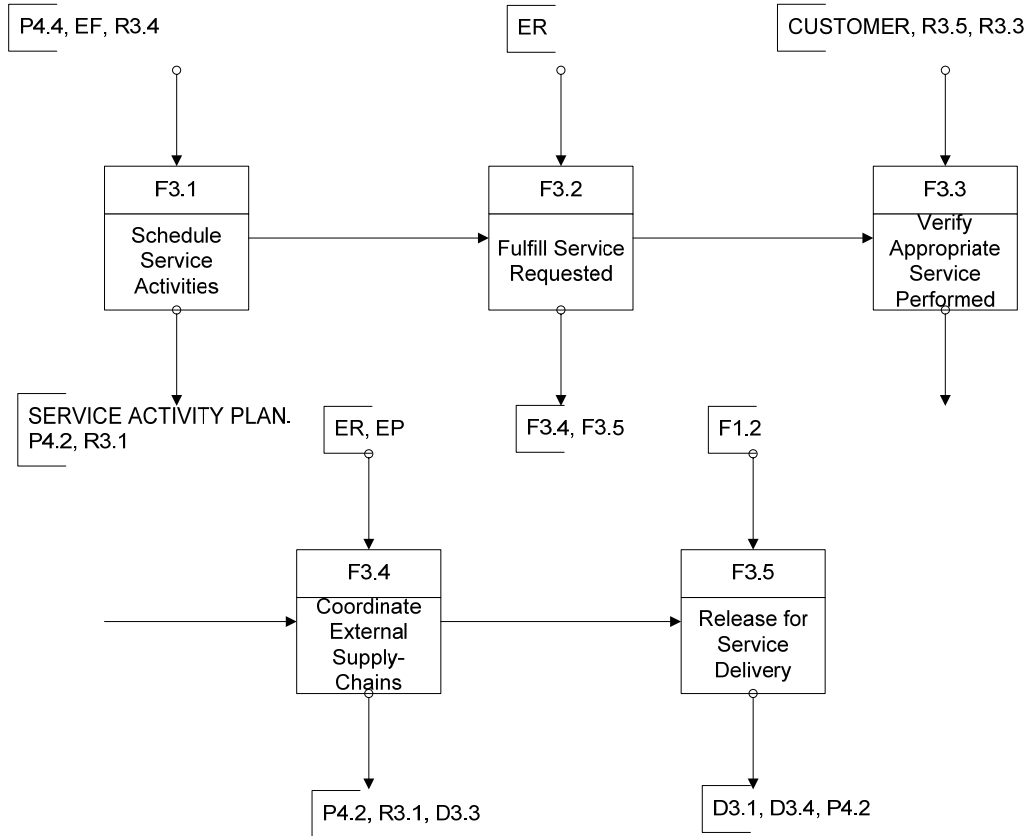 P4.4, EF, R3.4
ER
CUSTOMER, R3.5, R3.3
F3.1
Schedule
Service
Activities
F3.2
Fulfill Service
Requested
F3.3
Verify
Appropriate
Service
Performed
SERVICE ACTIVITY PLAN.
P4.2, R3.1
ER, EP
F3.4, F3.5
F1.2
F3.4
Coordinate
External
Supply-
Chains
F3.5
Release for
Service
Delivery
P4.2, R3.1, D3.3
D3.1, D3.4, P4.2